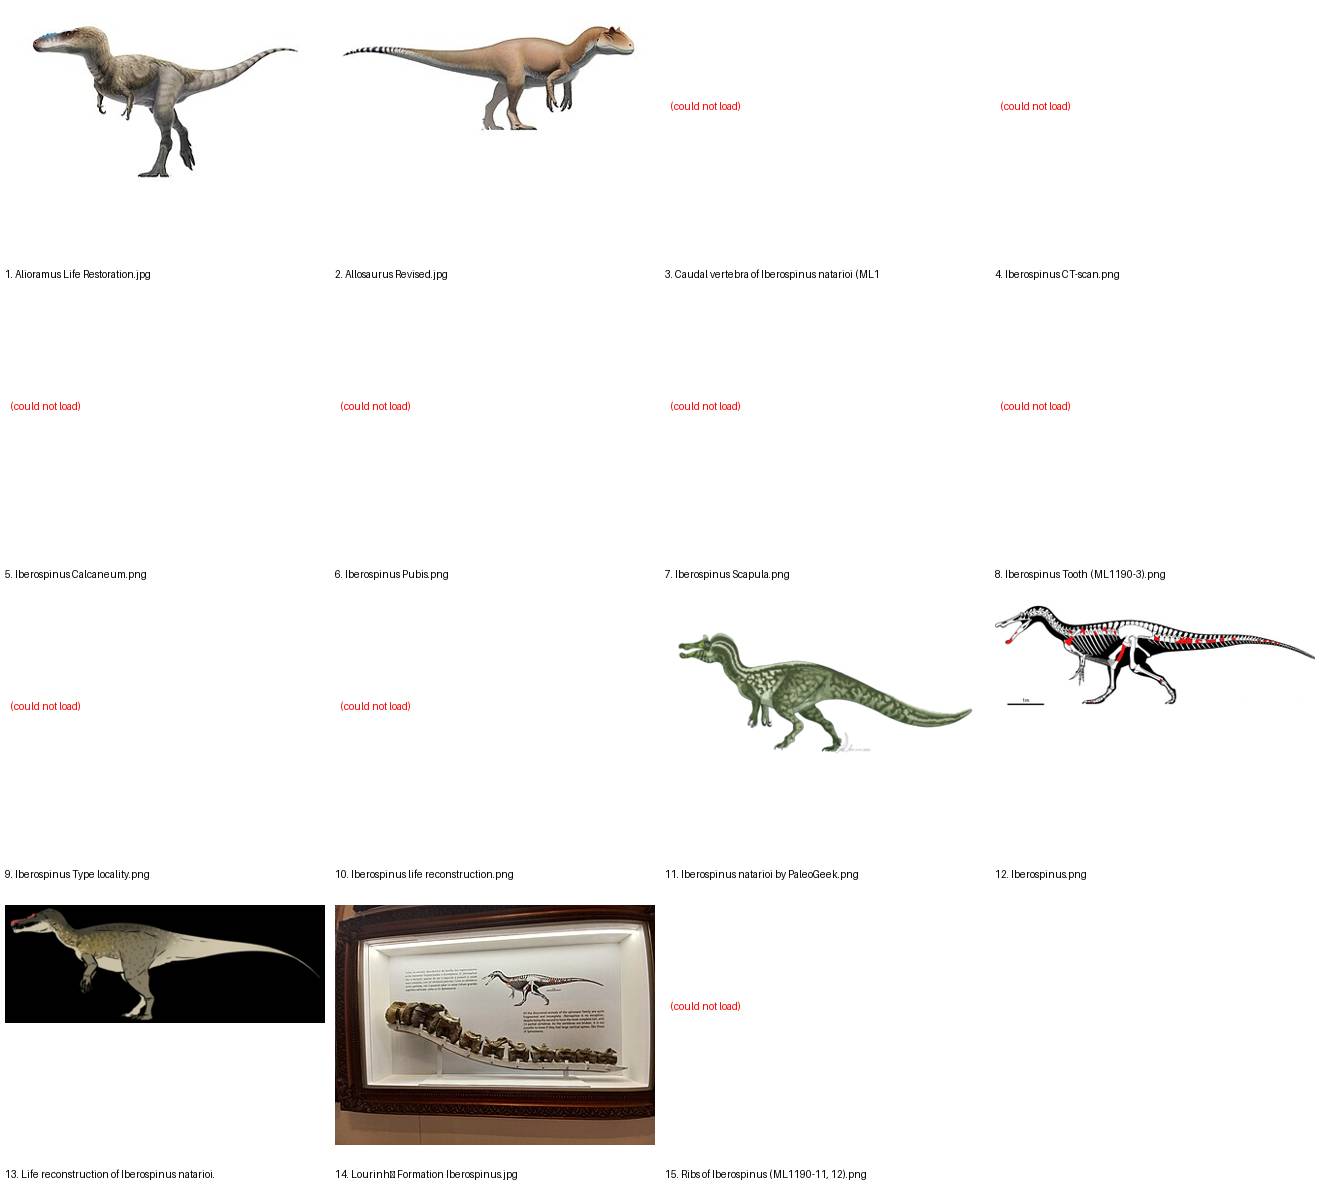 (could not load)
(could not load)
1. Alioramus Life Restoration.jpg
2. Allosaurus Revised.jpg
3. Caudal vertebra of Iberospinus natarioi (ML1
4. Iberospinus CT-scan.png
(could not load)
(could not load)
(could not load)
(could not load)
5. Iberospinus Calcaneum.png
6. Iberospinus Pubis.png
7. Iberospinus Scapula.png
8. Iberospinus Tooth (ML1190-3).png
(could not load)
(could not load)
9. Iberospinus Type locality.png
10. Iberospinus life reconstruction.png
11. Iberospinus natarioi by PaleoGeek.png
12. Iberospinus.png
(could not load)
13. Life reconstruction of Iberospinus natarioi.
14. Lourinh Formation Iberospinus.jpg
15. Ribs of Iberospinus (ML1190-11, 12).png